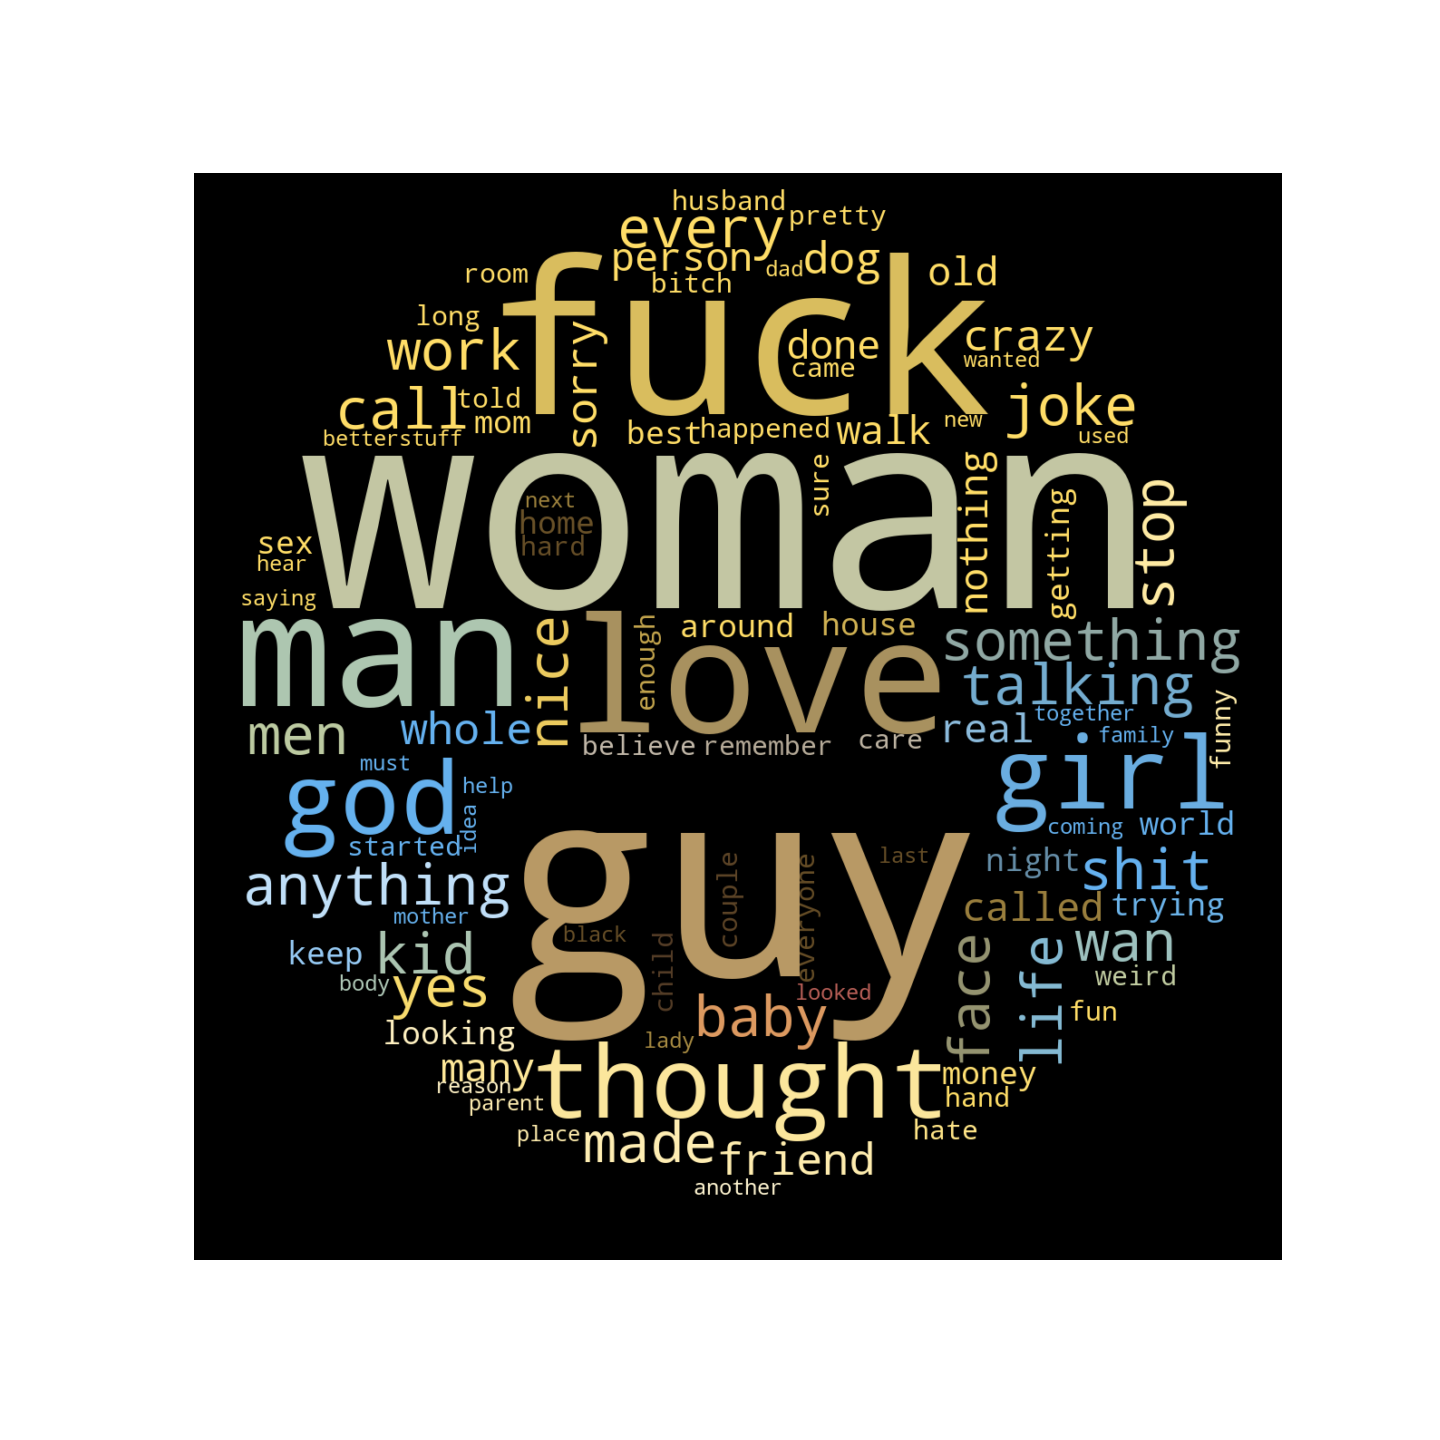 husband
every pretty
person dad dog
room bitch old
fuck
long
work sorry done crazy
came wanted
call told joke
mom best happened walk new
betterstuff used
woman
sure nothing getting stop
next
home
hard
sex
hear
saying
man nice love
enough around house something
talking
men whole real together funny
believe remember care family
must girl
god help
idea
started coming world
guy
couple everyone last night shit
anything
mother called trying
black
keep kid child face life wan
body yes looked weird
baby fun
looking lady
many thought money
reason hand
parent
place made friend hate
another